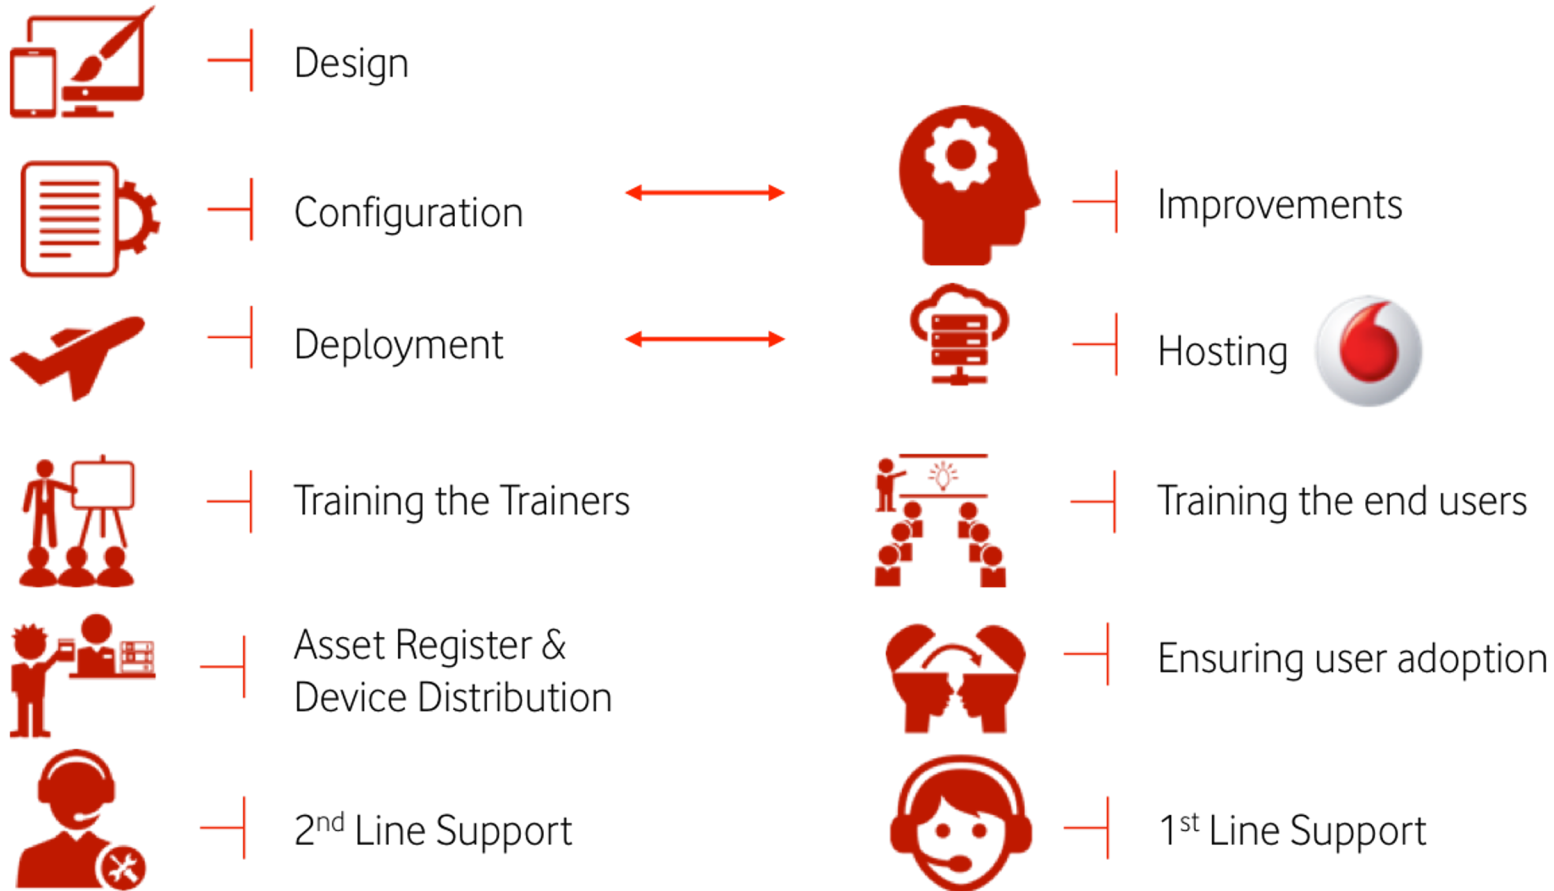 Design
Configuration
Improvements
Deployment
Hosting
Training the Trainers
Training the end users
Asset Register &
Device Distribution
Ensuring user adoption
2nd Line Support
1st Line Support